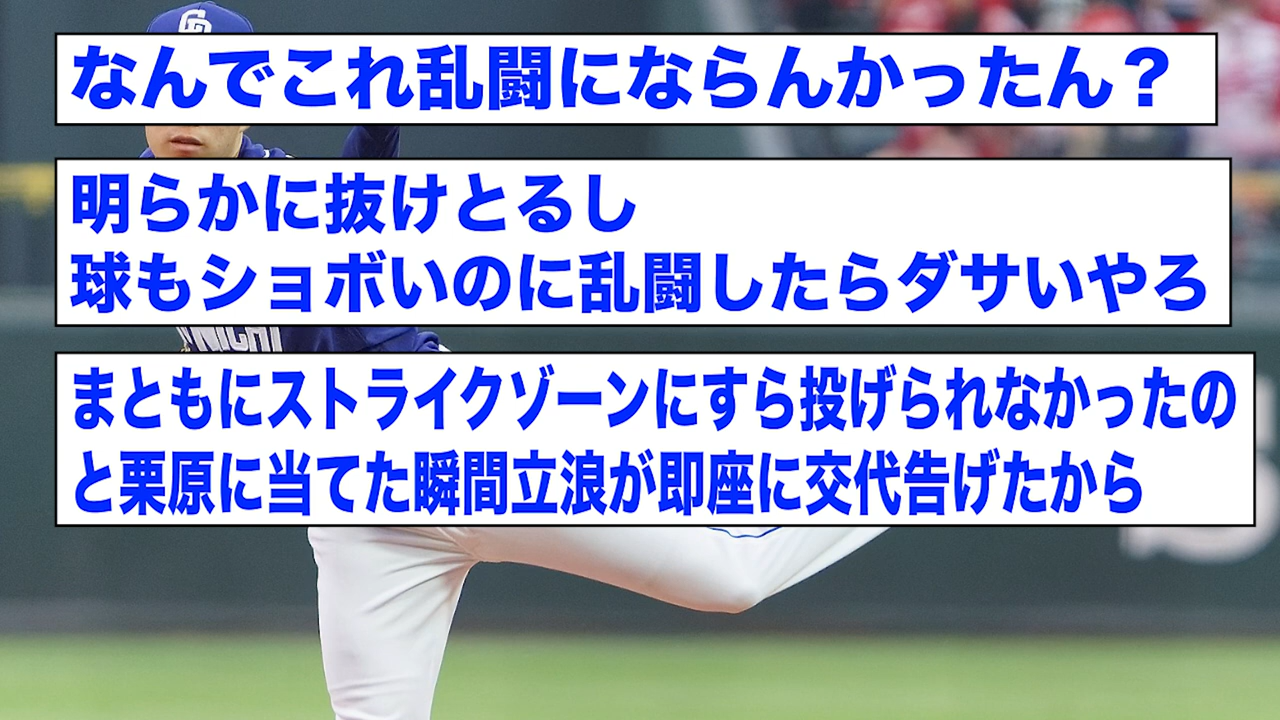 なんでこれ乱闘にならんかったん？
明らかに抜けとるし
球もショボいのに乱闘したらダサいやろ
まともにストライクゾーンにすら投げられなかったの
と栗原に当てた瞬間立浪が即座に交代告げたから